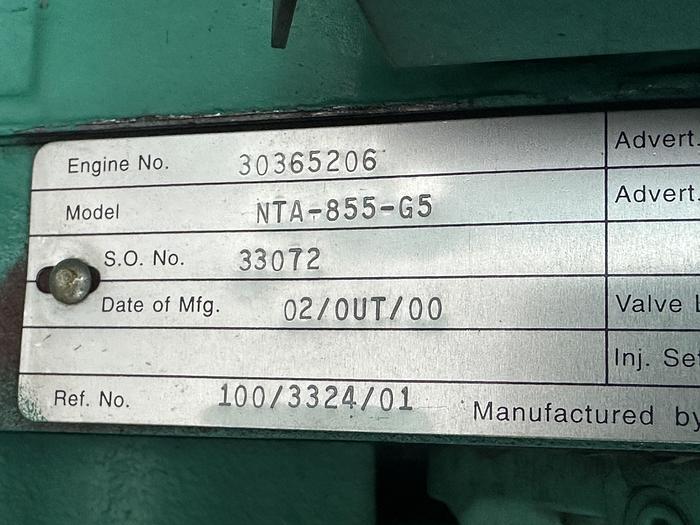 Engine No. 30365206 Advert.
Model NTA-855-G5 Advert.
S.O. No. 33072
Date of Mfg. 02/OUT/00 Valve
Inj. Se
Ref. No. 100/3324/01 Manufactured by